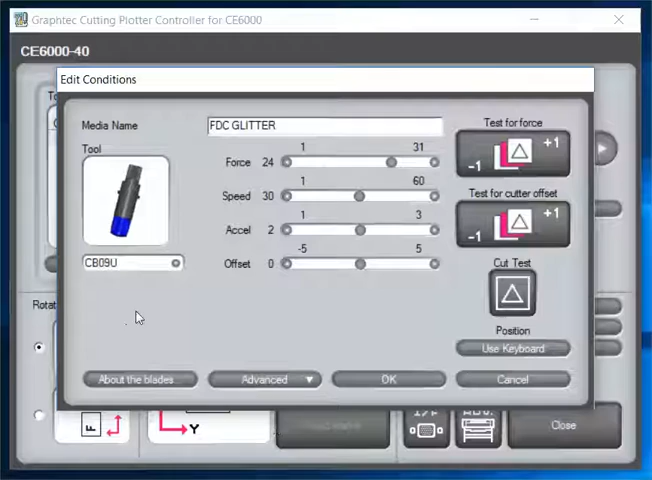 Graphtec Cutting Plotter Controller for CE6000
CE6000-40
Edit Conditions
Media Name
FDC GLITTER
Test for force
Tool
1 31
-1 +1
Force 24
1 60
Test for cutter offset
Speed 30
1 3
-1 +1
Accel 2
-5 5
CB09U
Offset 0
Cut Test
Position
Use Keyboard
About the blades
Advanced
OK
Cancel
F
Y
Close